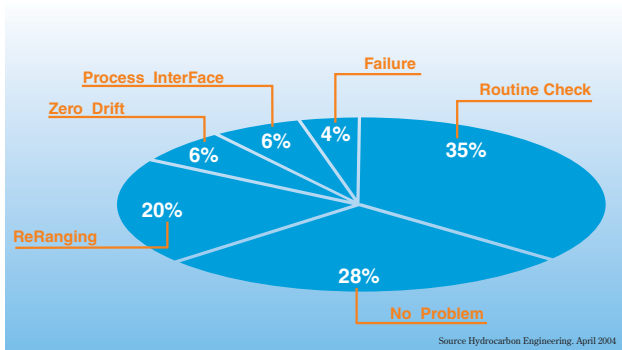 Failure
Process InterFace
Routine Check
Zero Drift
4%
6%
35%
6%
20%
ReRanging
28%
No Problem
Source Hydrocarbon Engineering. April 2004